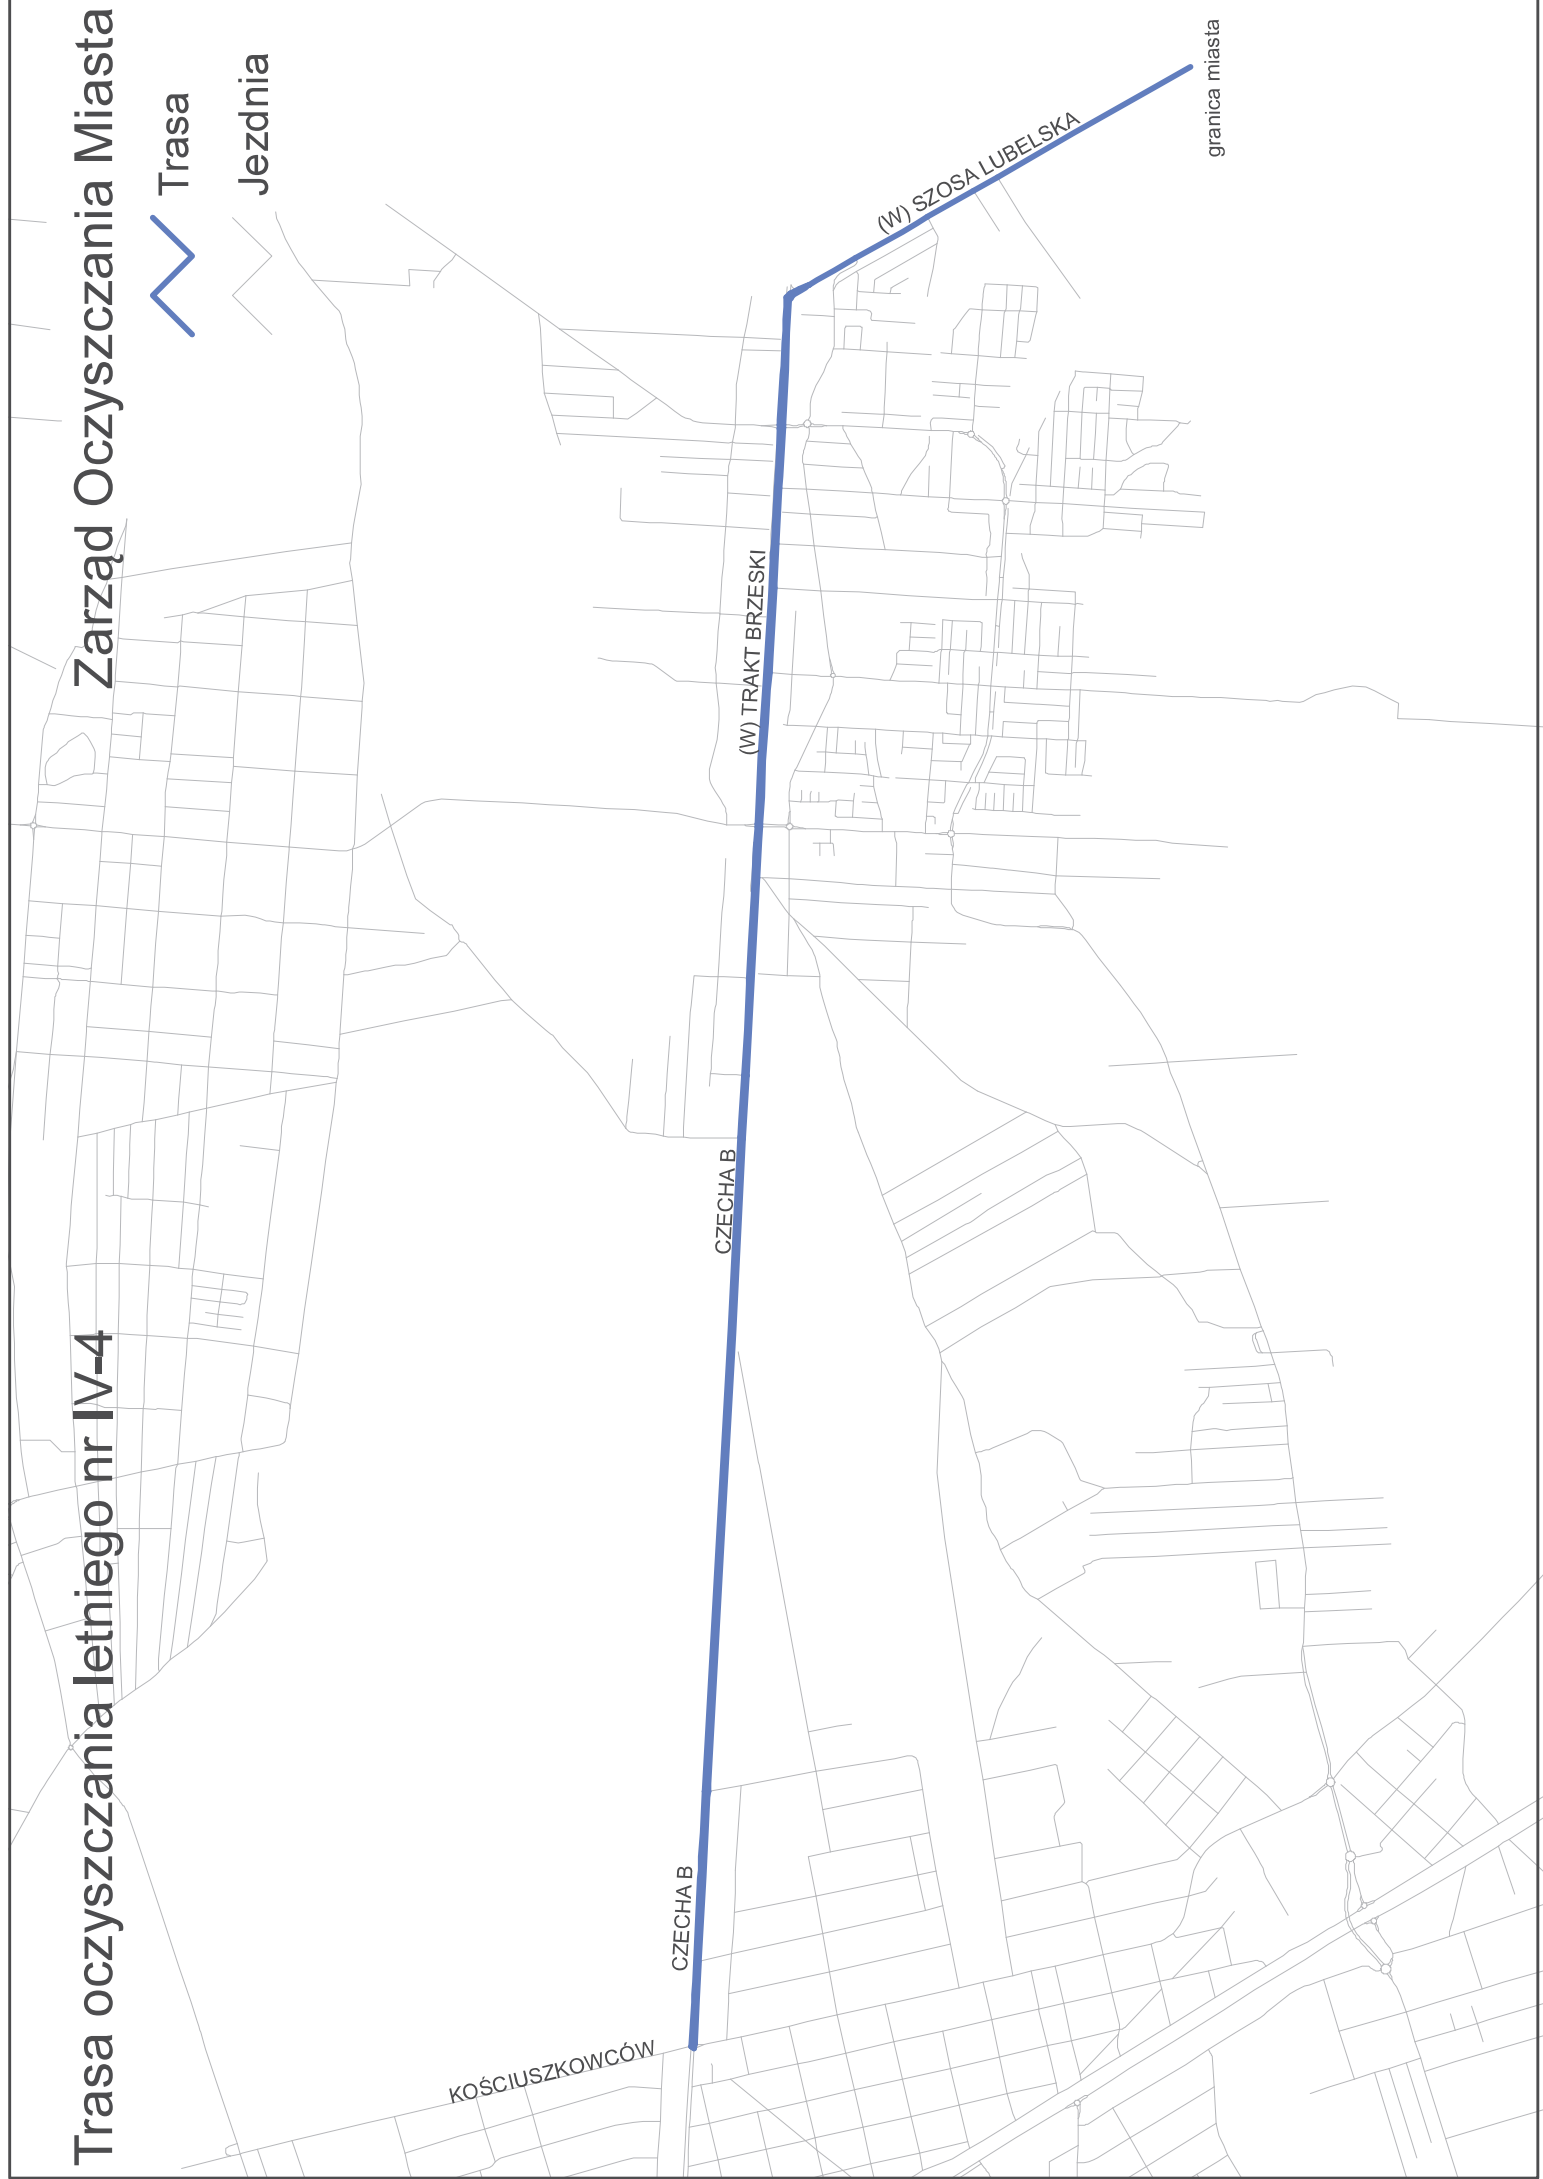 Trasa oczyszczania letniego nr IV-4
Zarząd Oczyszczania Miasta
Trasa
Jezdnia
KOŚCIUSZKOWCÓW
CZECHA B
CZECHA B
(W) TRAKT BRZESKI
(W) SZOSA LUBELSKA
granica miasta